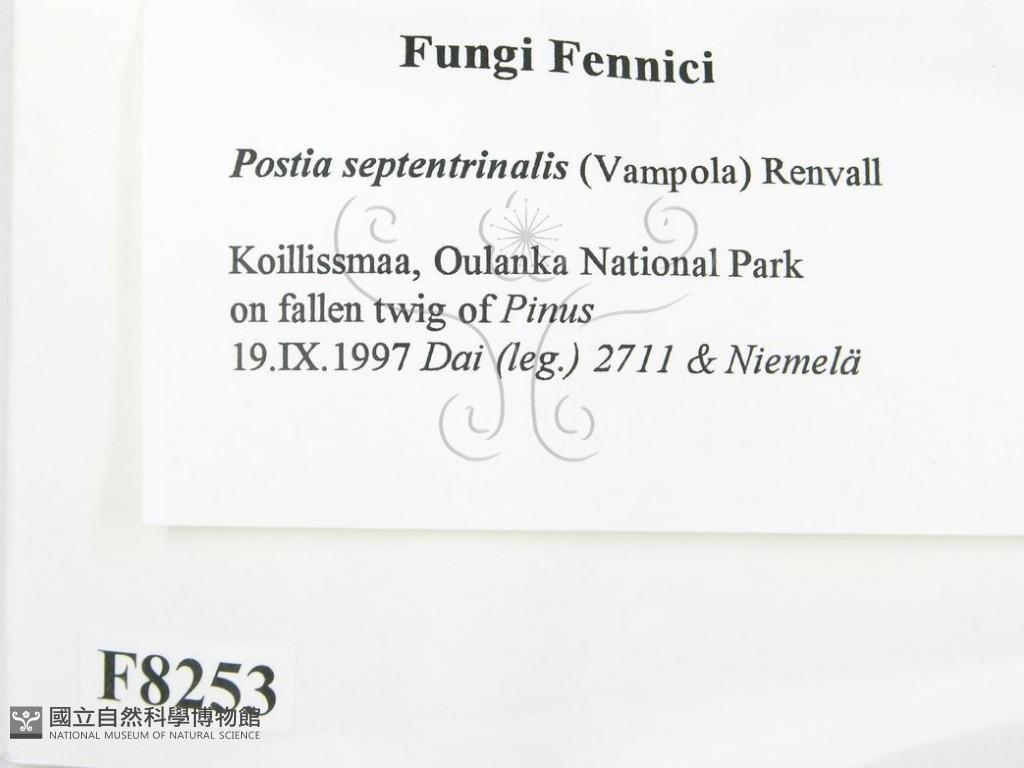 Fungi Fennici
Postia septentrinalis (Vampola) Renvall
Koillissmaa, Oulanka National Park
on fallen twig of Pinus
19.IX.1997 Dai (leg.) 2711 & Niemelä
F8253
國立自然科學博物館
NATIONAL MUSEUM OF NATURAL SCIENCE